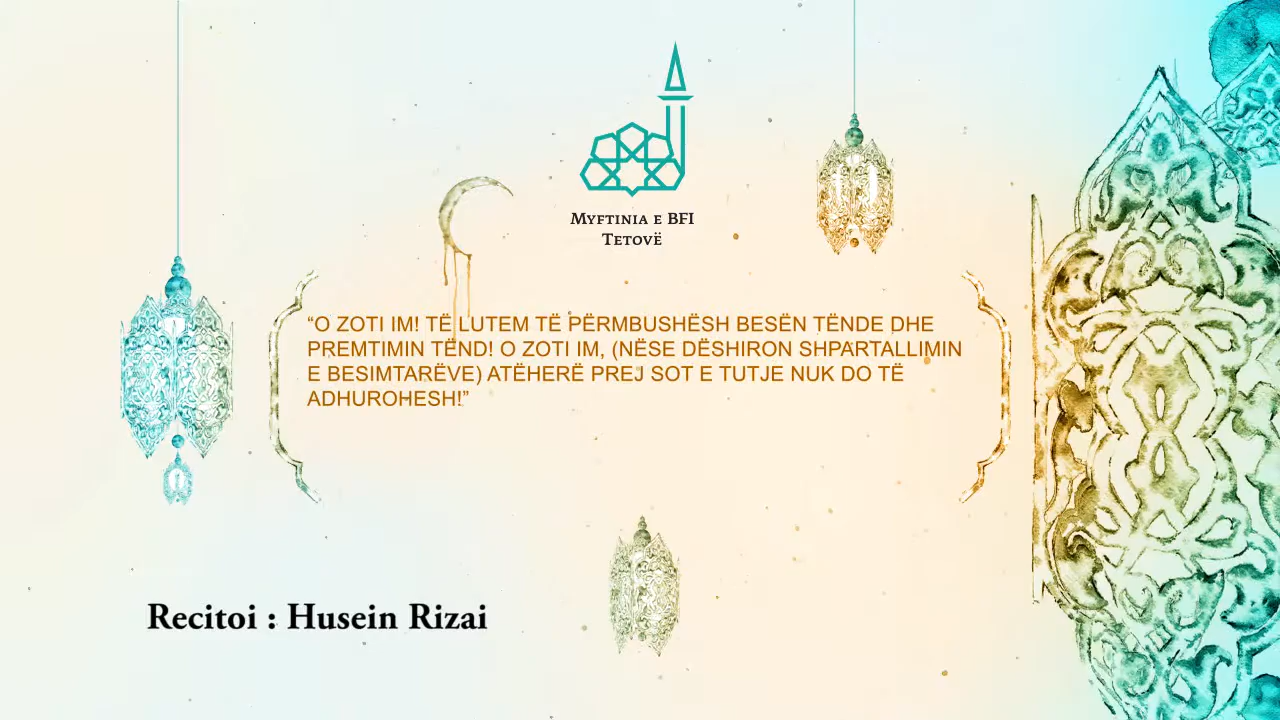 Myftinia e BFI
Tetovë
“O ZOTI IM! TË LUTEM TË PËRMBUSHËSH BESËN TËNDE DHE
PREMTIMIN TËND! O ZOTI IM, (NËSE DËSHIRON SHPARTALLIMIN
E BESIMTARËVE) ATËHERË PREJ SOT E TUTJE NUK DO TË
ADHUROHESH!”
Recitoi : Husein Rizai